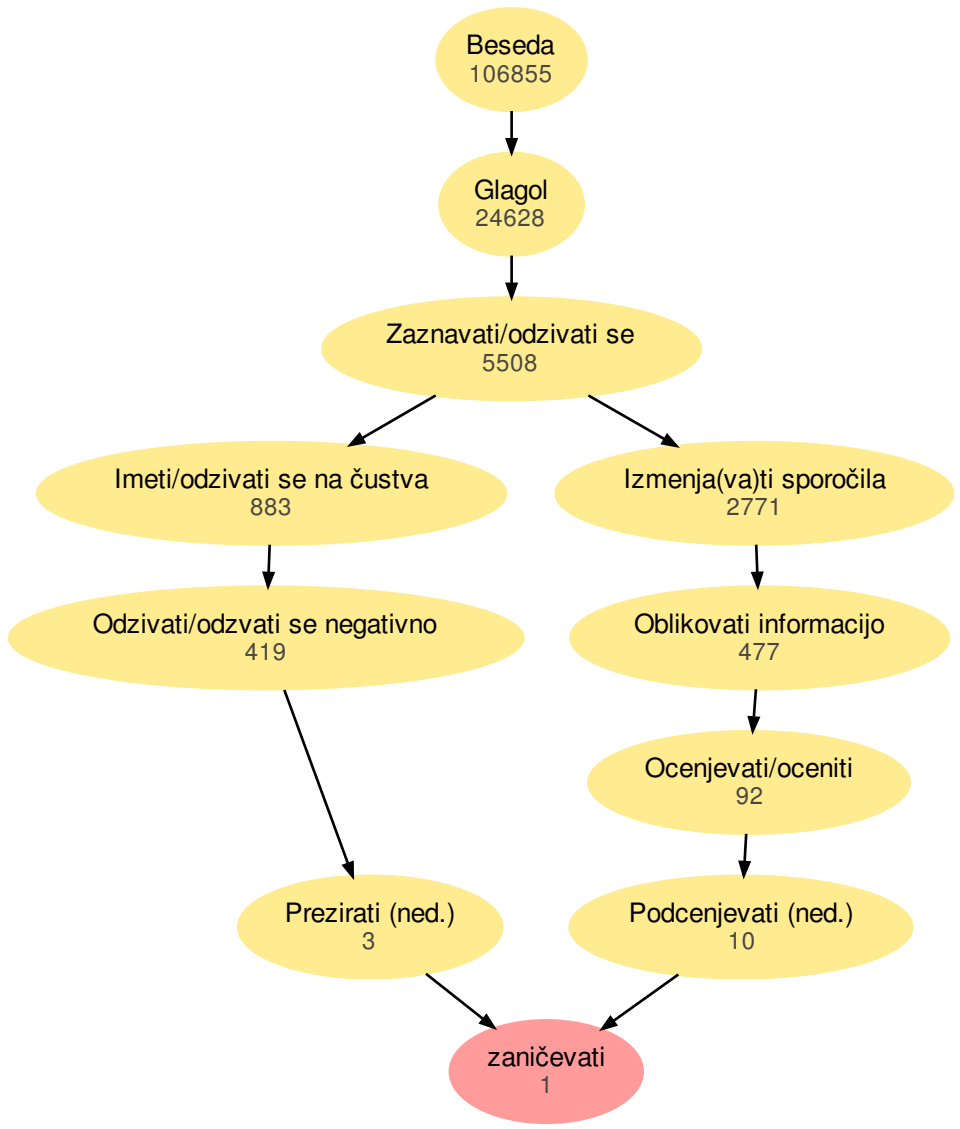 Beseda
106855
Glagol
24628
Zaznavati/odzivati se
5508
Imeti/odzivati se na čustva
883
Izmenja(va)ti sporočila
2771
Odzivati/odzvati se negativno
419
Oblikovati informacijo
477
Ocenjevati/oceniti
92
Prezirati (ned.)
3
Podcenjevati (ned.)
10
zaničevati
1